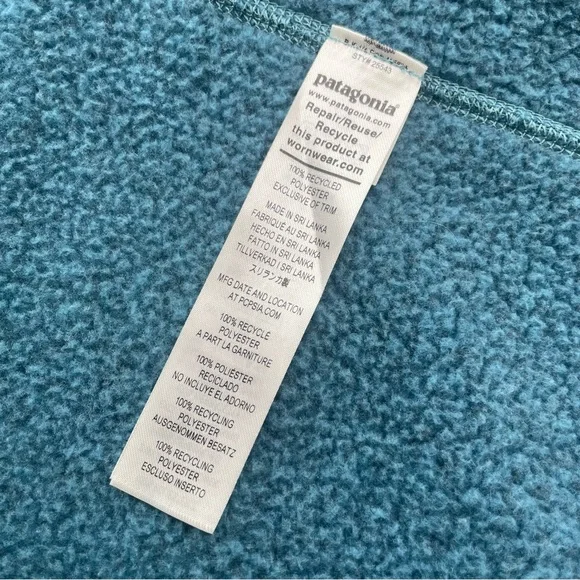 STY# 25543
patagonia®
www.patagonia.com
Repair/Reuse/
Recycle
this product at
wornwear.com
100% RECYCLED
POLYESTER
EXCLUSIVE OF TRIM
MADE IN SRI LANKA
FABRIQUÉ AU SRI LANKA
HECHO EN SRI LANKA
FATTO IN SRI LANKA
TILLVERKAD I SRI LANKA
スリランカ製
MFG DATE AND LOCATION
AT PCPSIA.COM
100% RECYCLÉ
POLYESTER
À PART LA GARNITURE
100% POLIÉSTER
RECICLADO
NO INCLUYE EL ADORNO
100% RECYCLING
POLYESTER
AUSGENOMMEN BESATZ
100% RECYCLING
POLYESTER
ESCLUSO INSERTO